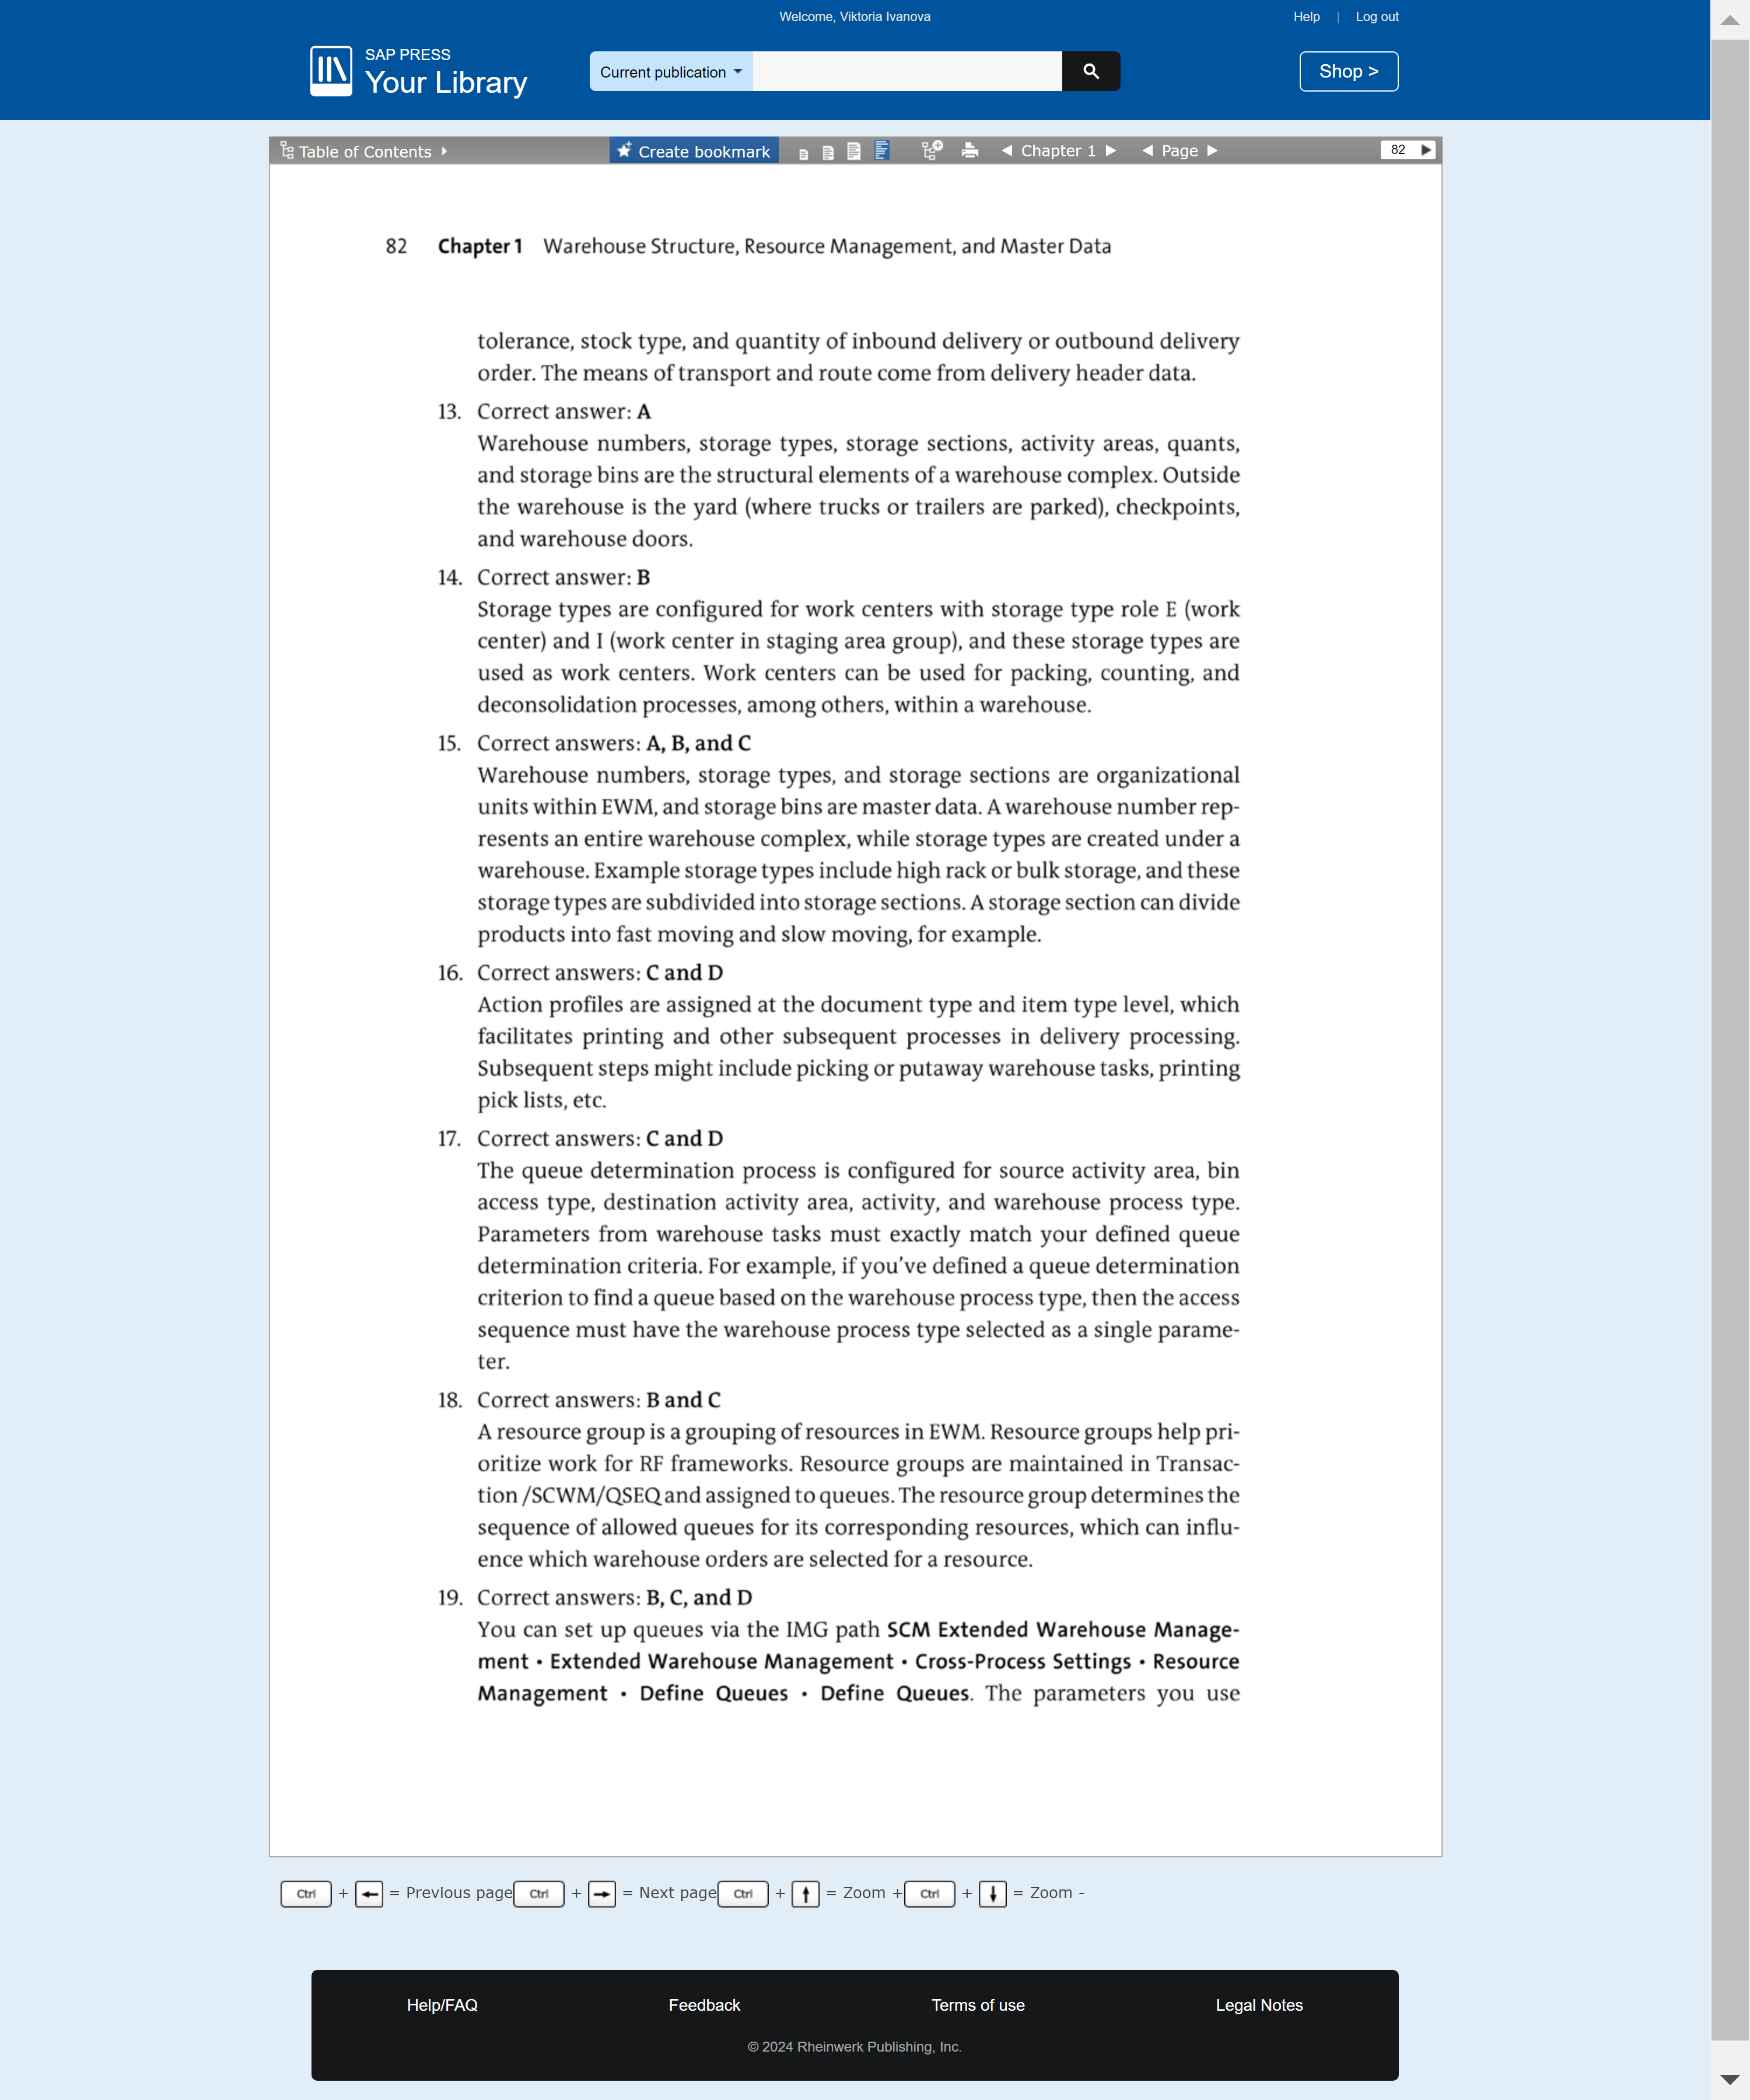 Welcome, Viktoria Ivanova
Help | Log out
SAP PRESS
Your Library
Current publication
Shop >
Table of Contents
Create bookmark
Chapter 1
Page
82
82 Chapter 1 Warehouse Structure, Resource Management, and Master Data
tolerance, stock type, and quantity of inbound delivery or outbound delivery
order. The means of transport and route come from delivery header data.
13. Correct answer: A
Warehouse numbers, storage types, storage sections, activity areas, quants,
and storage bins are the structural elements of a warehouse complex. Outside
the warehouse is the yard (where trucks or trailers are parked), checkpoints,
and warehouse doors.
14. Correct answer: B
Storage types are configured for work centers with storage type role E (work
center) and I (work center in staging area group), and these storage types are
used as work centers. Work centers can be used for packing, counting, and
deconsolidation processes, among others, within a warehouse.
15. Correct answers: A, B, and C
Warehouse numbers, storage types, and storage sections are organizational
units within EWM, and storage bins are master data. A warehouse number rep-
resents an entire warehouse complex, while storage types are created under a
warehouse. Example storage types include high rack or bulk storage, and these
storage types are subdivided into storage sections. A storage section can divide
products into fast moving and slow moving, for example.
16. Correct answers: C and D
Action profiles are assigned at the document type and item type level, which
facilitates printing and other subsequent processes in delivery processing.
Subsequent steps might include picking or putaway warehouse tasks, printing
pick lists, etc.
17. Correct answers: C and D
The queue determination process is configured for source activity area, bin
access type, destination activity area, activity, and warehouse process type.
Parameters from warehouse tasks must exactly match your defined queue
determination criteria. For example, if you've defined a queue determination
criterion to find a queue based on the warehouse process type, then the access
sequence must have the warehouse process type selected as a single parame-
ter.
18. Correct answers: B and C
A resource group is a grouping of resources in EWM. Resource groups help pri-
oritize work for RF frameworks. Resource groups are maintained in Transac-
tion /SCWM/QSEQ and assigned to queues. The resource group determines the
sequence of allowed queues for its corresponding resources, which can influ-
ence which warehouse orders are selected for a resource.
19. Correct answers: B, C, and D
You can set up queues via the IMG path SCM Extended Warehouse Manage-
ment • Extended Warehouse Management • Cross-Process Settings • Resource
Management • Define Queues • Define Queues. The parameters you use
Ctrl + ← = Previous page Ctrl + → = Next page Ctrl + ↑ = Zoom + Ctrl + ↓ = Zoom -
Help/FAQ Feedback Terms of use Legal Notes
© 2024 Rheinwerk Publishing, Inc.